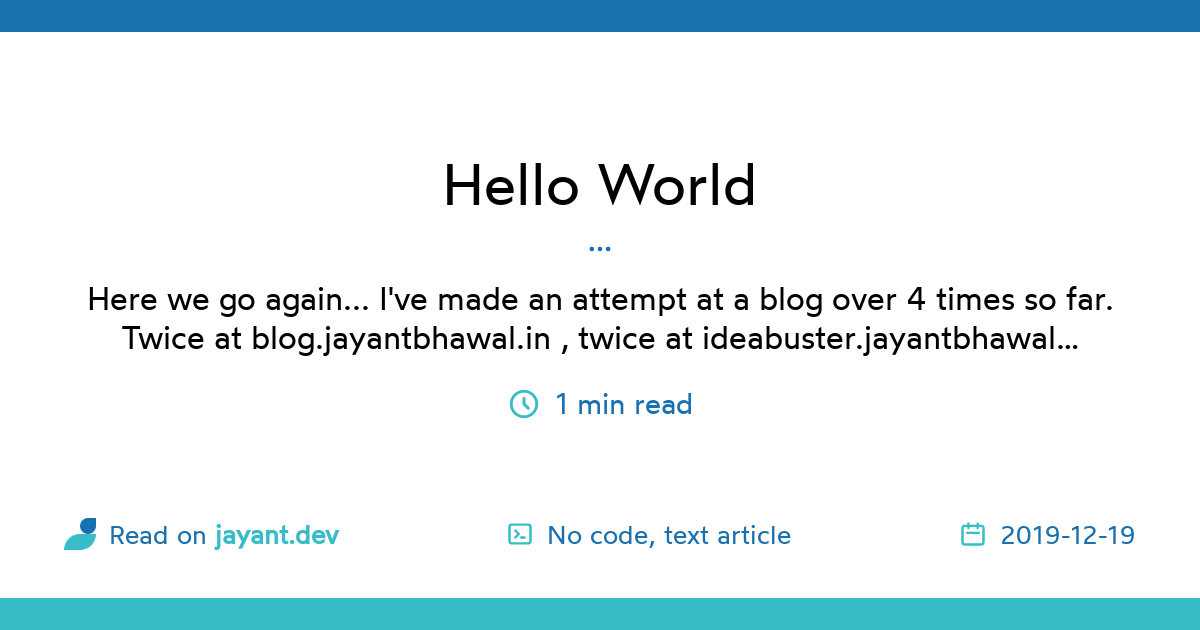 Hello World
...
Here we go again... I've made an attempt at a blog over 4 times so far.
Twice at blog.jayantbhawal.in , twice at ideabuster.jayantbhawal...
1 min read
Read on jayant.dev
No code, text article
2019-12-19